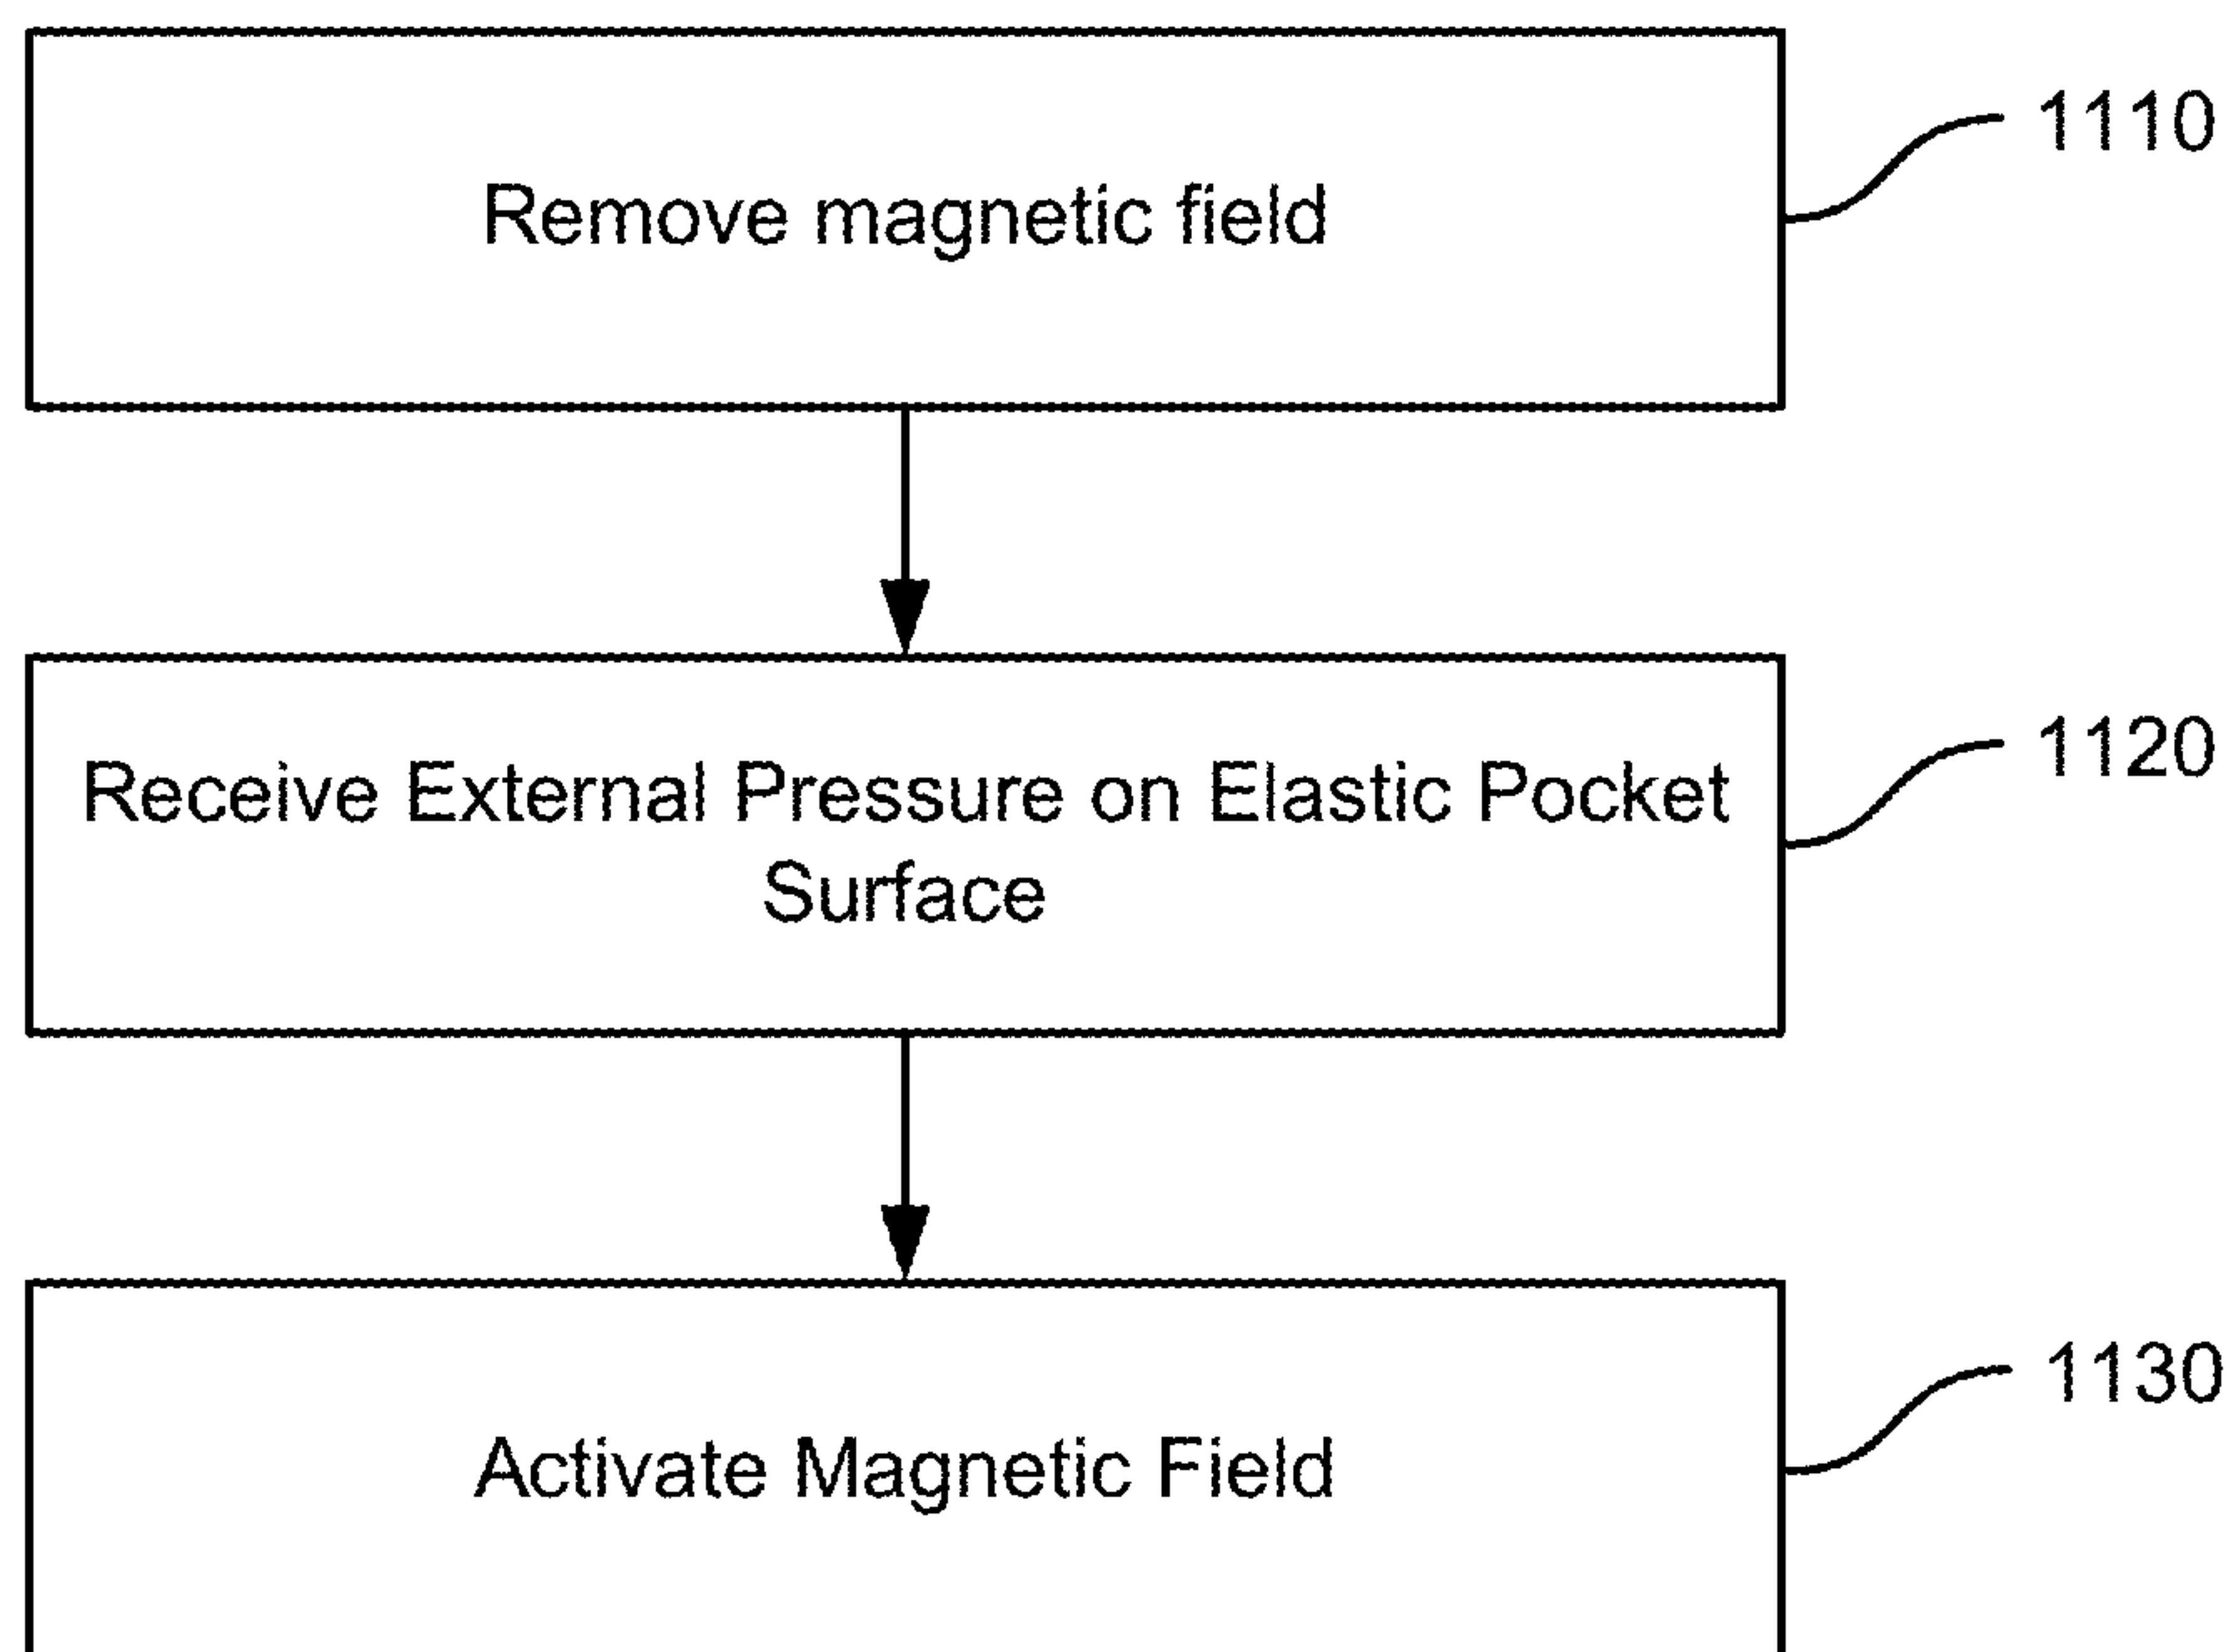 Remove magnetic field
1110
Receive External Pressure on Elastic Pocket
Surface
1120
Activate Magnetic Field
1130